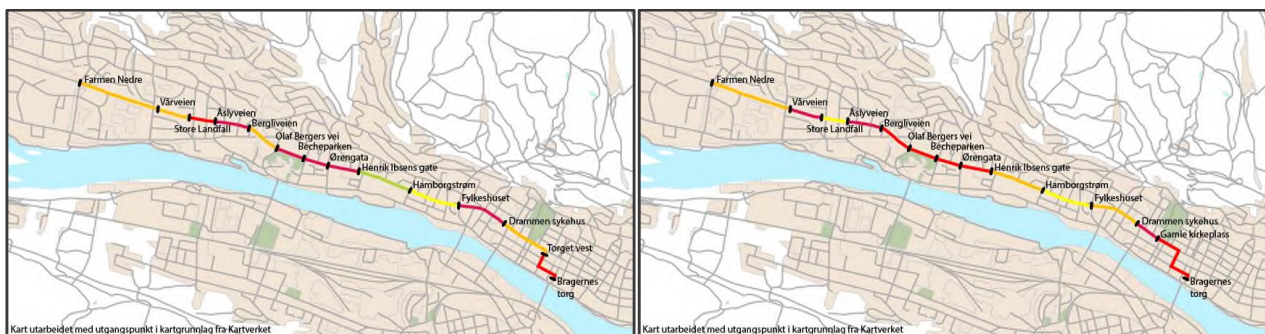 Farmen Nedre
Vårveien
Åslyveien
Store Landfall
Bergliveien
Olaf Bergers vei
Becheparken
Ørengata
Henrik Ibsens gate
Hamborgstrøm
Fylkeshuset
Drammen sykehus
Torget vest
Bragernes
torg
Kart utarbeidet med utgangspunkt i kartgrunnlag fra Kartverket
Farmen Nedre
Vårveien
Åslyveien
Store Landfall
Bergliveien
Olaf Bergers vei
Becheparken
Ørengata
Henrik Ibsens gate
Hamborgstrøm
Fylkeshuset
Drammen sykehus
Gamle kirkeplass
Bragernes
torg
Kart utarbeidet med utgangspunkt i kartgrunnlag fra Kartverket